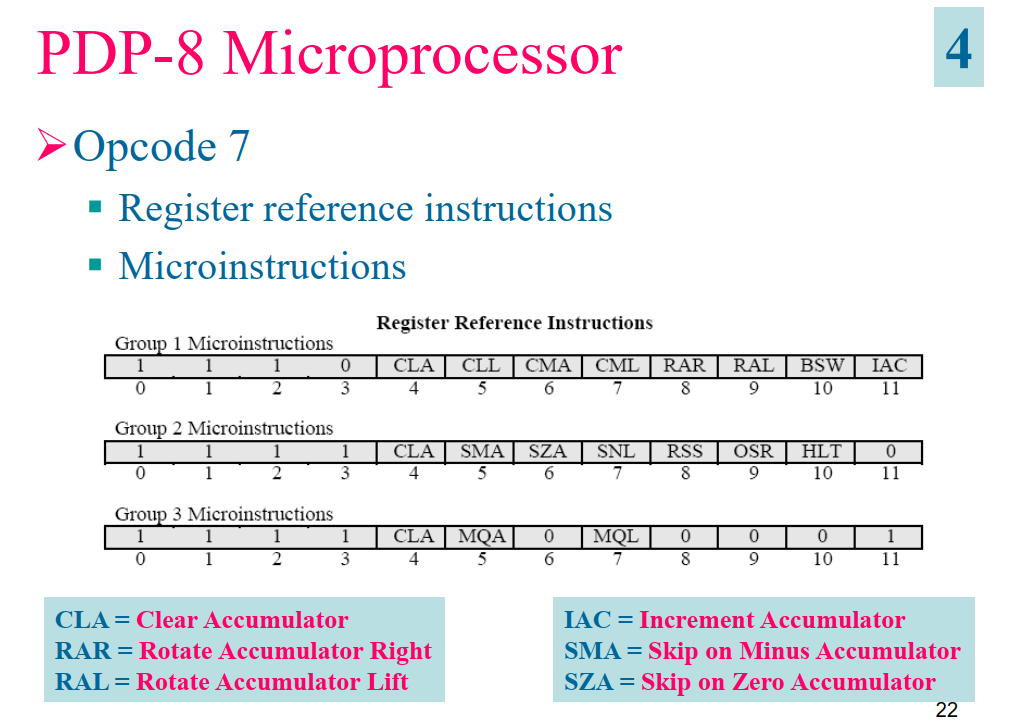 PDP-8 Microprocessor
4
Opcode 7
Register reference instructions
Microinstructions
Register Reference Instructions
Group 1 Microinstructions
1 1 1 0 CLA CLL CMA CML RAR RAL BSW IAC
0 1 2 3 4 5 6 7 8 9 10 11
Group 2 Microinstructions
1 1 1 1 CLA SMA SZA SNL RSS OSR HLT 0
0 1 2 3 4 5 6 7 8 9 10 11
Group 3 Microinstructions
1 1 1 1 CLA MQA 0 MQL 0 0 0 1
0 1 2 3 4 5 6 7 8 9 10 11
CLA = Clear Accumulator
RAR = Rotate Accumulator Right
RAL = Rotate Accumulator Lift
IAC = Increment Accumulator
SMA = Skip on Minus Accumulator
SZA = Skip on Zero Accumulator
22